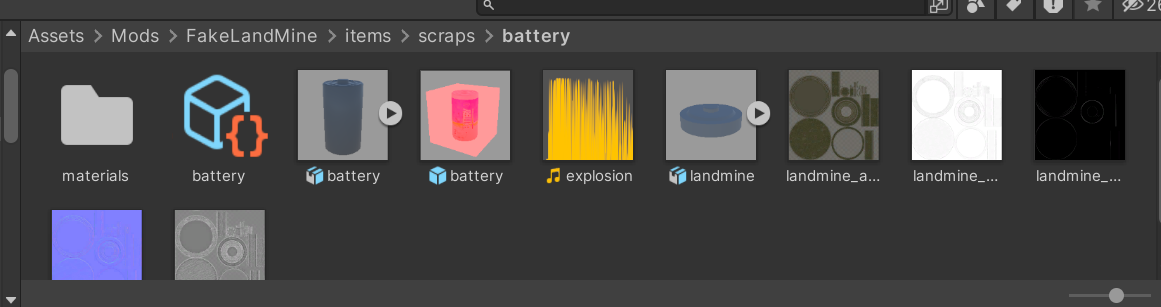 26
Assets > Mods > FakeLandMine > items > scraps > battery
materials
battery
battery
battery
explosion
landmine
landmine_a...
landmine_...
landmine_...